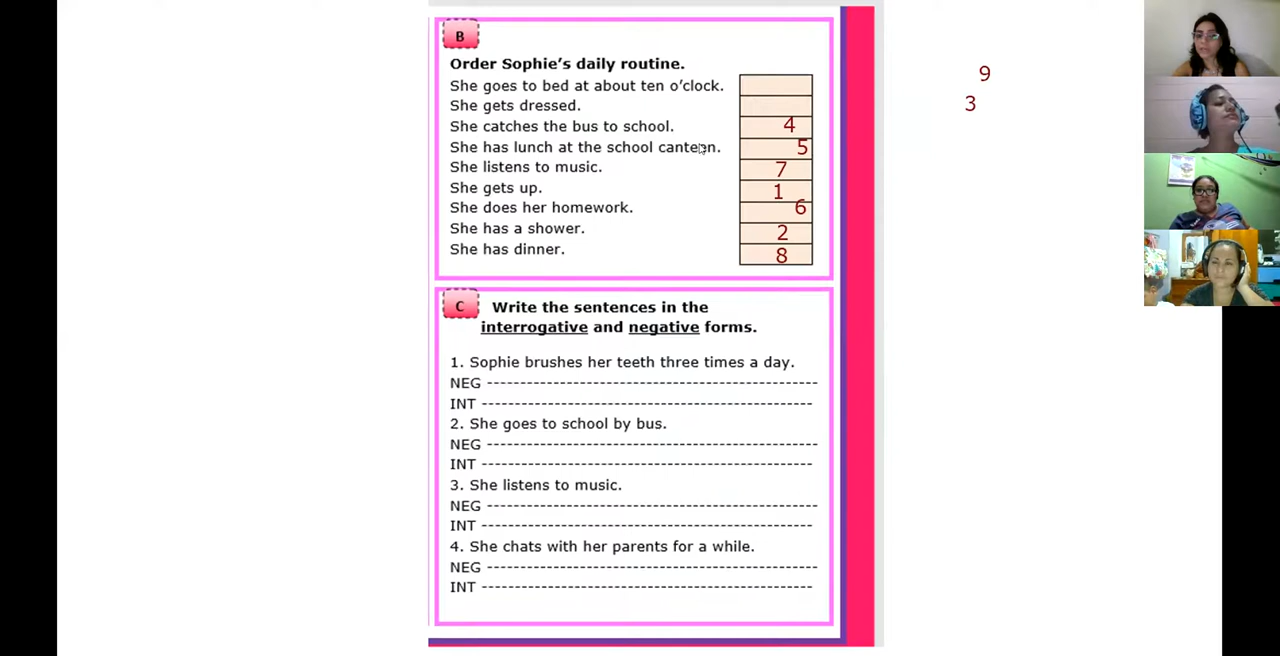 B
Order Sophie's daily routine.
She goes to bed at about ten o'clock.
9
She gets dressed.
3
She catches the bus to school. 4
She has lunch at the school canteen. 5
She listens to music. 7
She gets up. 1
She does her homework. 6
She has a shower. 2
She has dinner. 8
C Write the sentences in the
interrogative and negative forms.
1. Sophie brushes her teeth three times a day.
NEG
INT
2. She goes to school by bus.
NEG
INT
3. She listens to music.
NEG
INT
4. She chats with her parents for a while.
NEG
INT